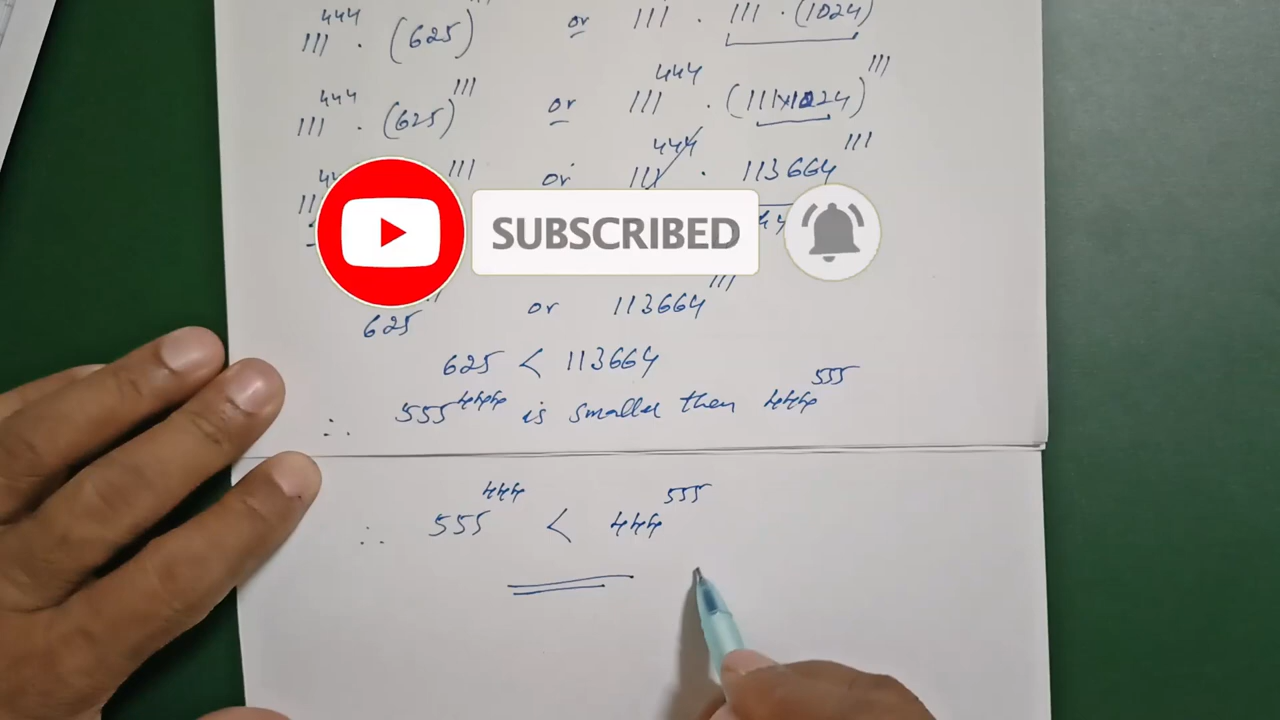 111^444 . (625)^111 or 111 . 111 . (1024)
111^444 . (625)^111 or 111^444 . (111x1024)^111
111 or 111^444 . 113664^111
SUBSCRIBED
625 or 113664^111
625 < 113664
∴ 555^444 is smaller then 444^555
∴ 555^444 < 444^555